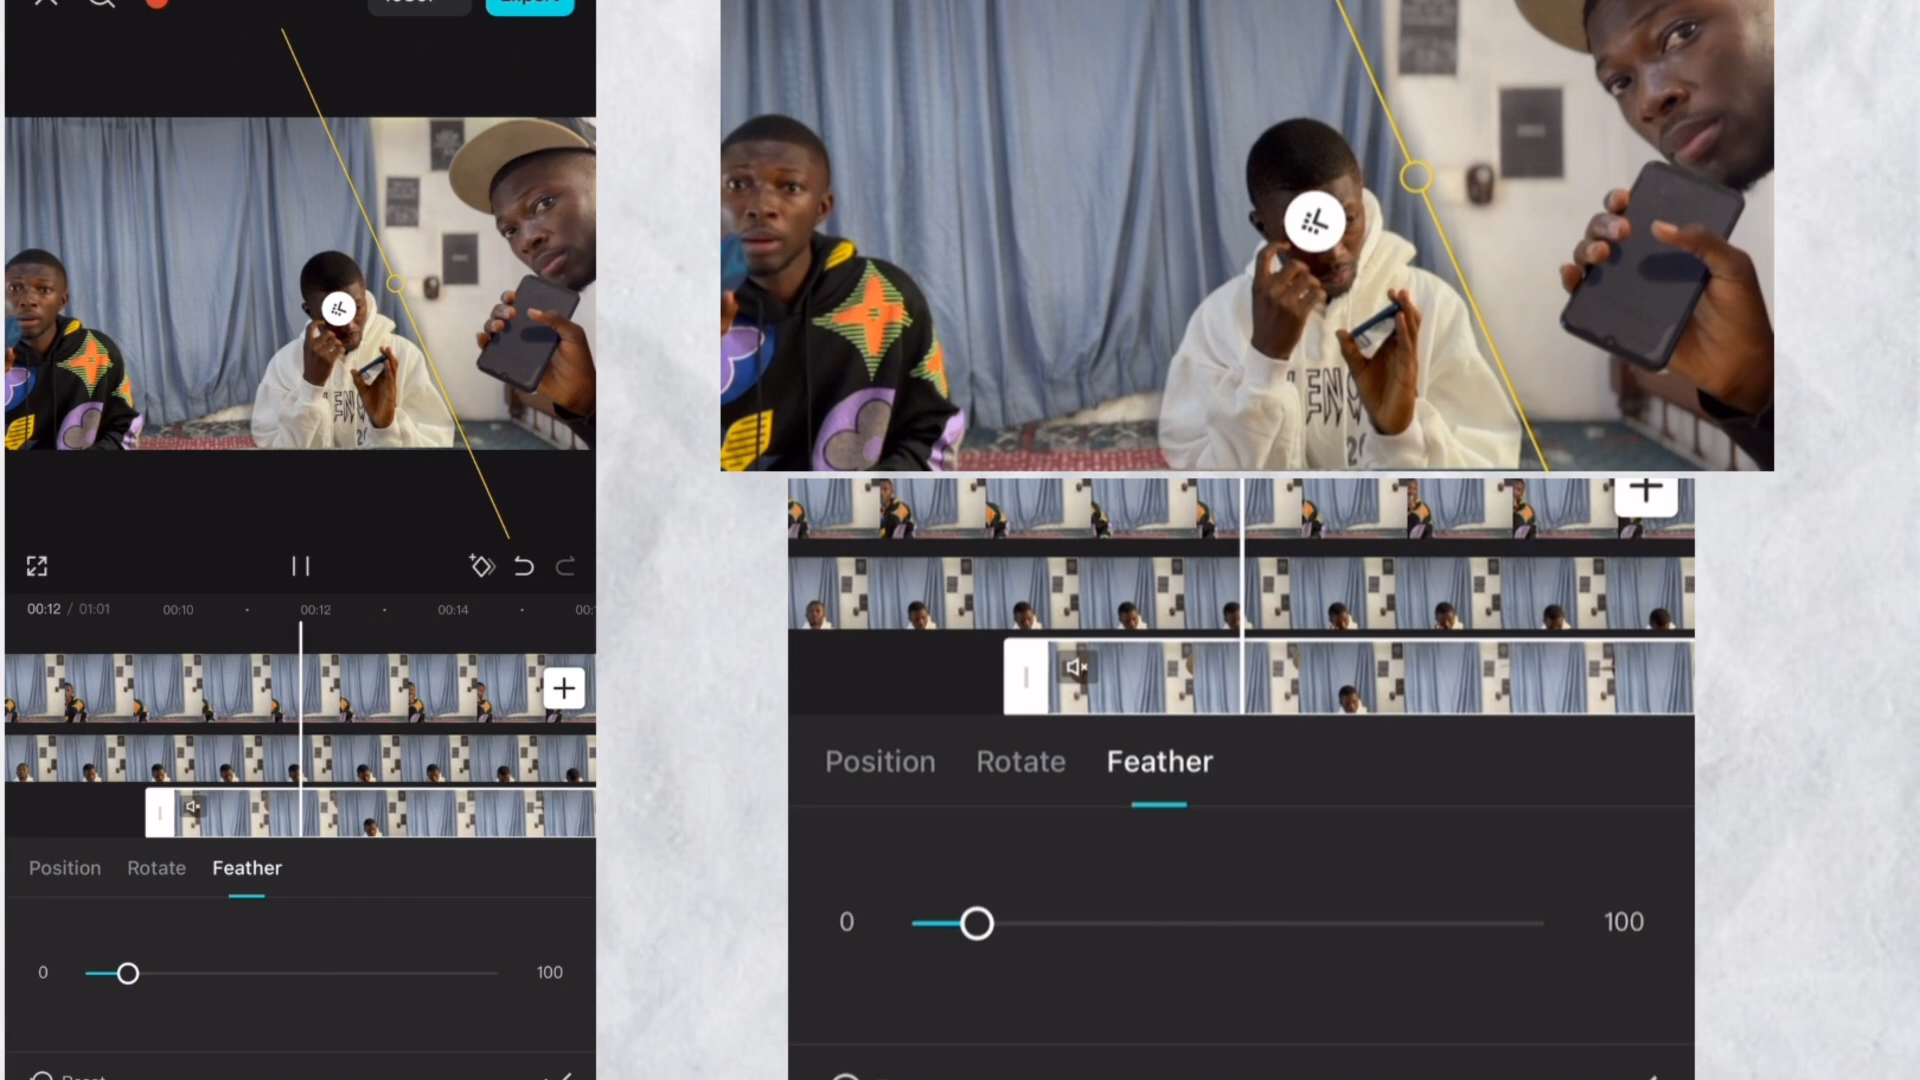 Export
00:12 / 01:01
00:10
00:12
00:14
Position Rotate Feather
0
100
Position Rotate Feather
0
100